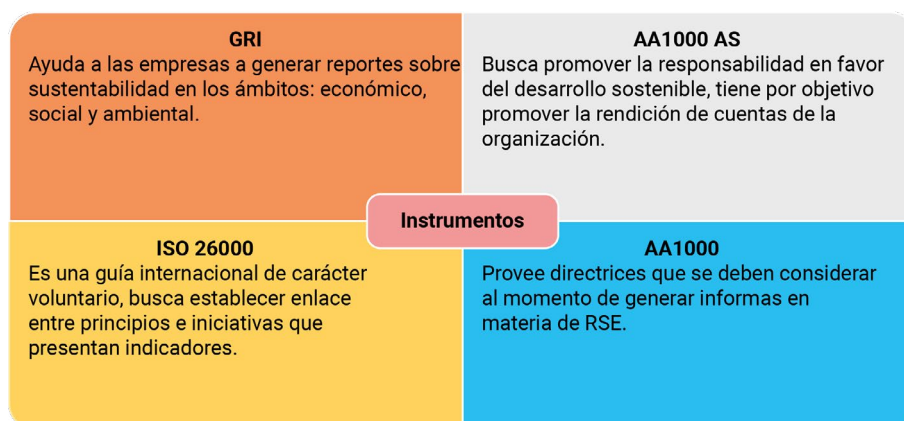 GRI
Ayuda a las empresas a generar reportes sobre
sustentabilidad en los ámbitos: económico,
social y ambiental.
AA1000 AS
Busca promover la responsabilidad en favor
del desarrollo sostenible, tiene por objetivo
promover la rendición de cuentas de la
organización.
Instrumentos
ISO 26000
Es una guía internacional de carácter
voluntario, busca establecer enlace
entre principios e iniciativas que
presentan indicadores.
AA1000
Provee directrices que se deben considerar
al momento de generar informas en
materia de RSE.